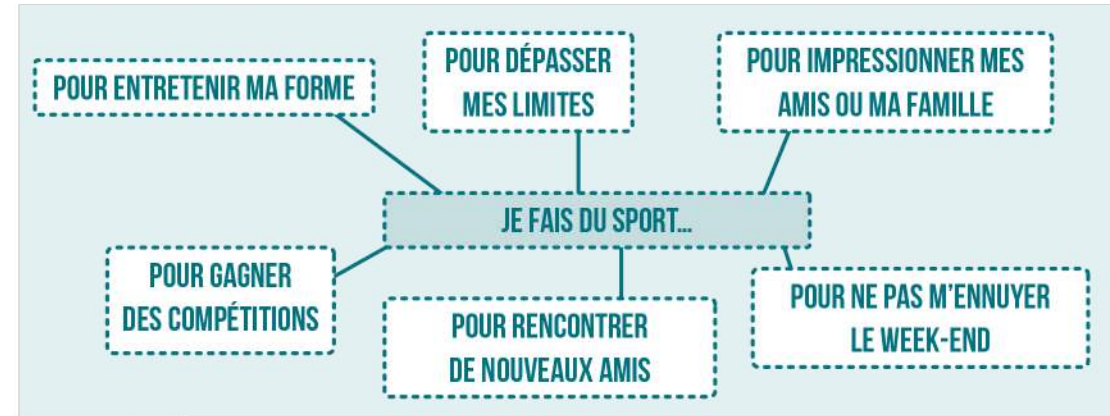 POUR ENTRETENIR MA FORME
POUR DÉPASSER
MES LIMITES
POUR IMPRESSIONNER MES
AMIS OU MA FAMILLE
JE FAIS DU SPORT…
POUR GAGNER
DES COMPÉTITIONS
POUR RENCONTRER
DE NOUVEAUX AMIS
POUR NE PAS M'ENNUYER
LE WEEK-END